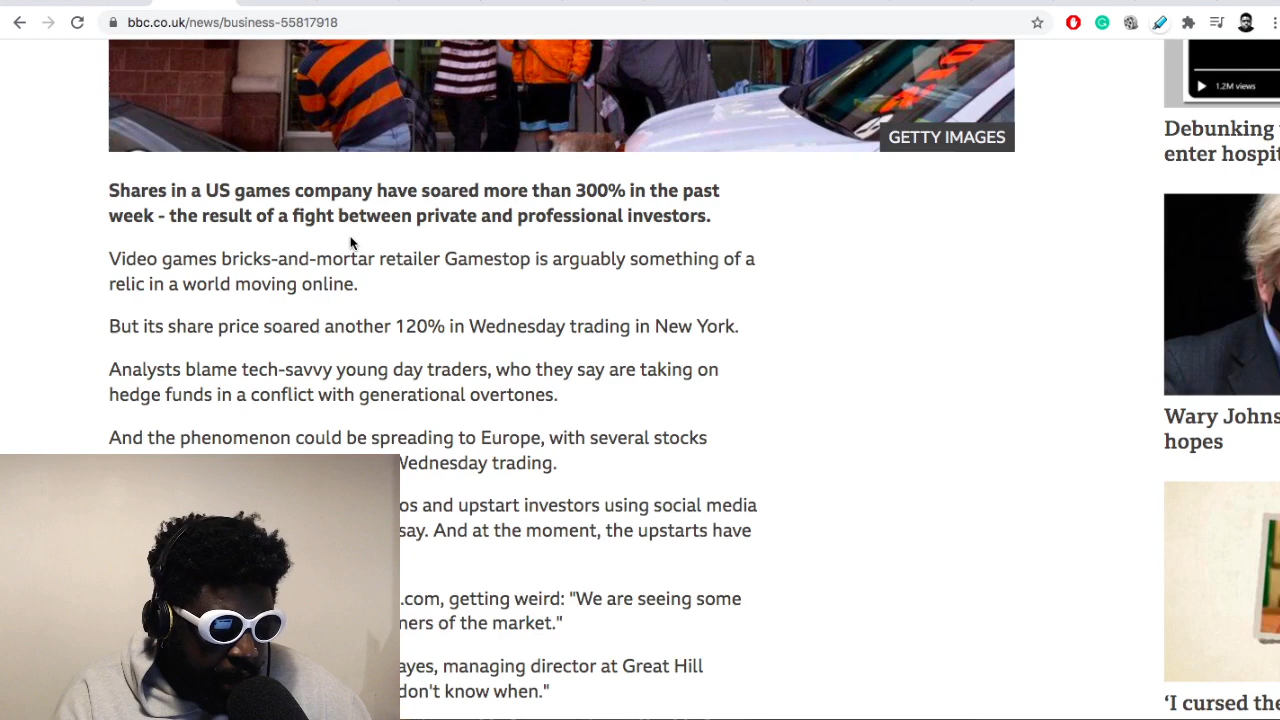 bbc.co.uk/news/business-55817918
GETTY IMAGES
Shares in a US games company have soared more than 300% in the past
week - the result of a fight between private and professional investors.
Video games bricks-and-mortar retailer Gamestop is arguably something of a
relic in a world moving online.
But its share price soared another 120% in Wednesday trading in New York.
Analysts blame tech-savvy young day traders, who they say are taking on
hedge funds in a conflict with generational overtones.
And the phenomenon could be spreading to Europe, with several stocks
Wednesday trading.
os and upstart investors using social media
say. And at the moment, the upstarts have
.com, getting weird: "We are seeing some
ners of the market."
ayes, managing director at Great Hill
don't know when."
1.2M views
Debunking
enter hospit
Wary Johns
hopes
'I cursed the